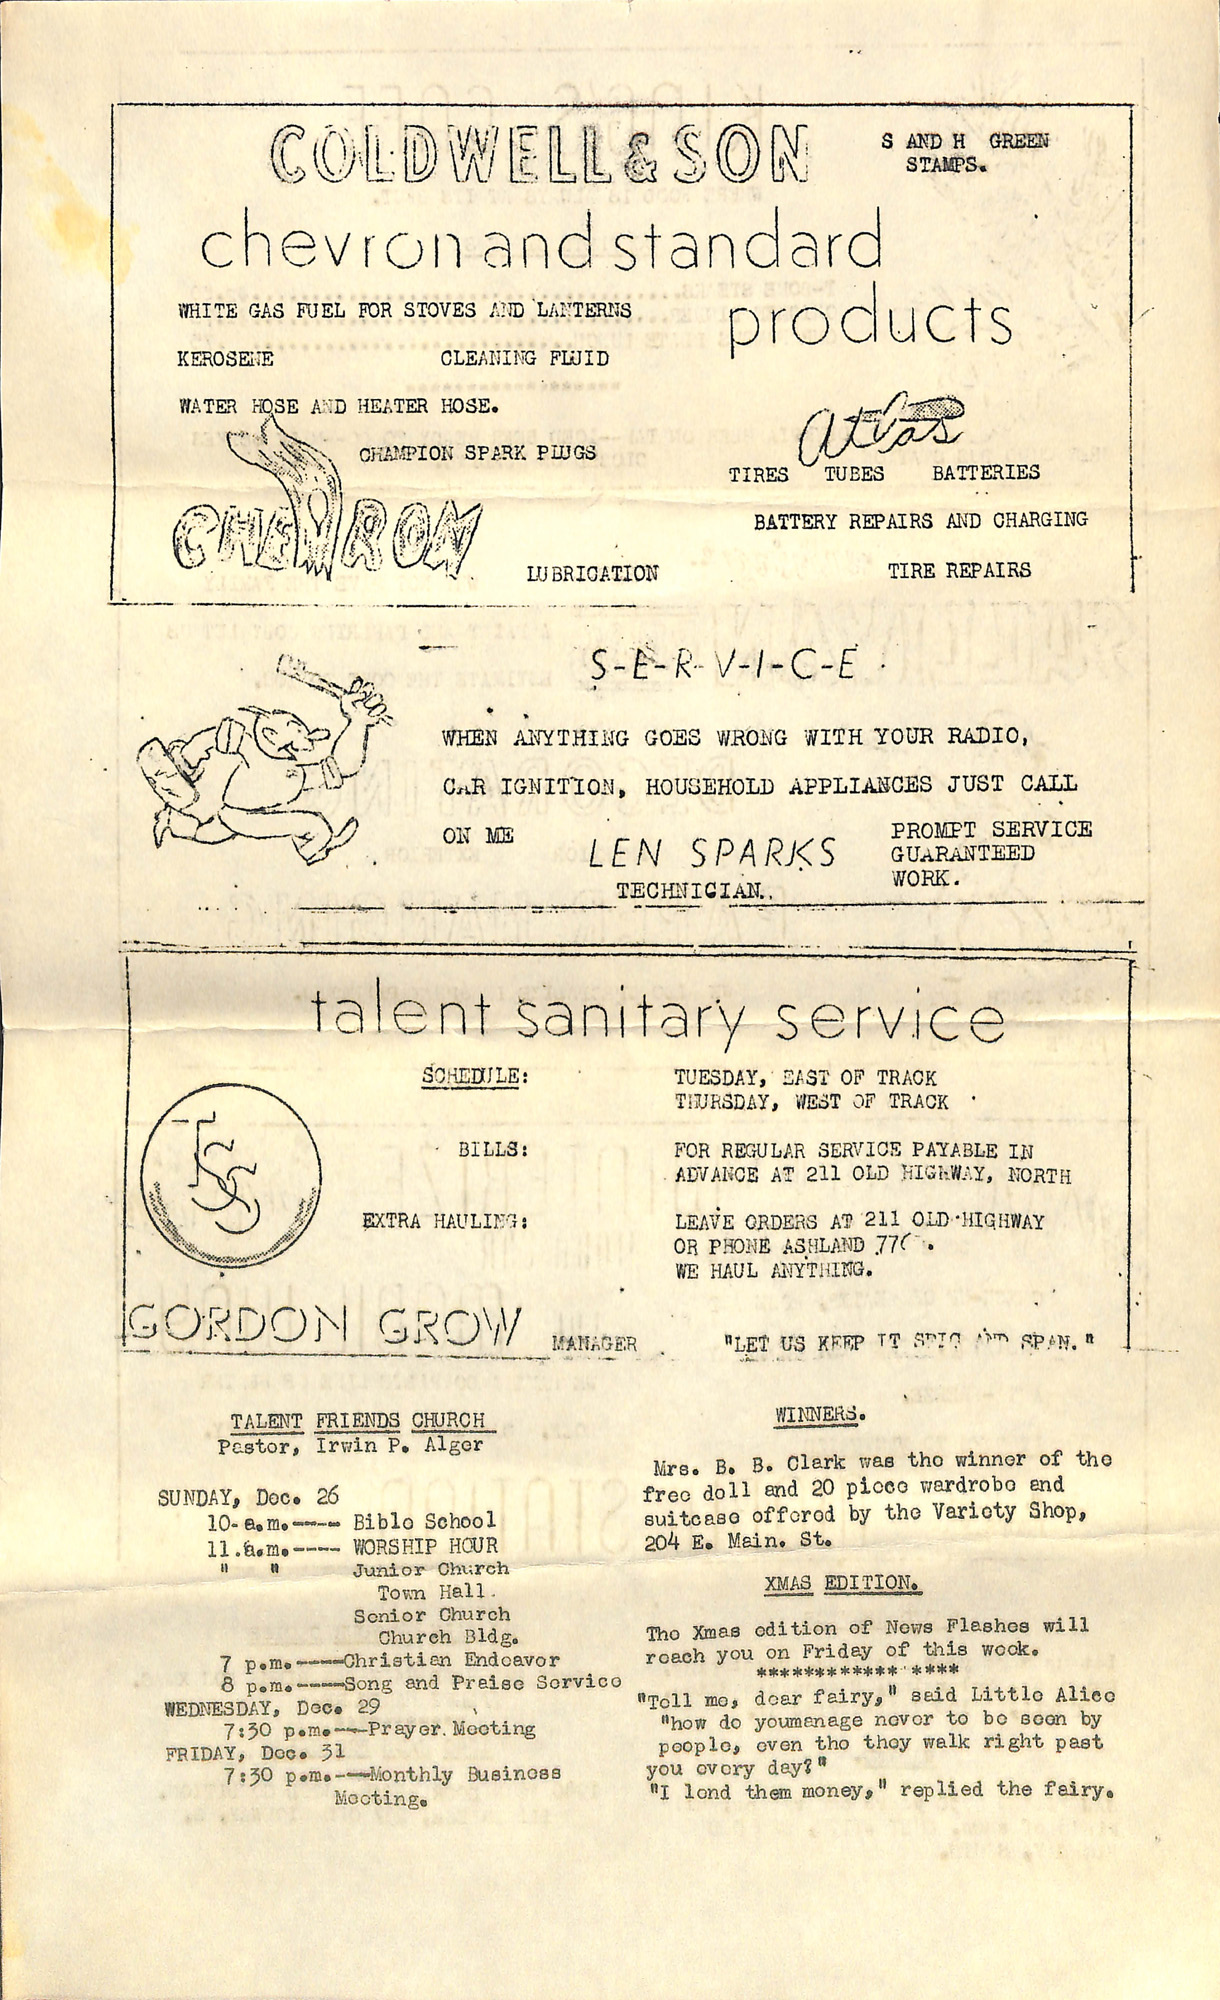 COLDWELL & SON
S AND H GREEN
STAMPS.
chevron and standard
products
WHITE GAS FUEL FOR STOVES AND LANTERNS
KEROSENE CLEANING FLUID
WATER HOSE AND HEATER HOSE.
CHAMPION SPARK PLUGS
CHEVRON
LUBRICATION
Atlas
TIRES TUBES BATTERIES
BATTERY REPAIRS AND CHARGING
TIRE REPAIRS
S-E-R-V-I-C-E
WHEN ANYTHING GOES WRONG WITH YOUR RADIO,
CAR IGNITION, HOUSEHOLD APPLIANCES JUST CALL
ON ME
LEN SPARKS
TECHNICIAN.
PROMPT SERVICE
GUARANTEED
WORK.
talent sanitary service
TSS
SCHEDULE: TUESDAY, EAST OF TRACK
THURSDAY, WEST OF TRACK
BILLS: FOR REGULAR SERVICE PAYABLE IN
ADVANCE AT 211 OLD HIGHWAY, NORTH
EXTRA HAULING: LEAVE ORDERS AT 211 OLD HIGHWAY
OR PHONE ASHLAND
WE HAUL ANYTHING.
GORDON GROW MANAGER "LET US KEEP IT SPIC AND SPAN."
TALENT FRIENDS CHURCH
Pastor, Irwin P. Alger
SUNDAY, Dec. 26
10 a.m.---- Bible School
11 a.m.---- WORSHIP HOUR
" " Junior Church
Town Hall.
Senior Church
Church Bldg.
7 p.m.----Christian Endeavor
8 p.m.----Song and Praise Service
WEDNESDAY, Dec. 29
7:30 p.m.---Prayer Meeting
FRIDAY, Dec. 31
7:30 p.m.---Monthly Business
Meeting.
WINNERS.
Mrs. B. B. Clark was the winner of the
free doll and 20 piece wardrobe and
suitcase offered by the Variety Shop,
204 E. Main. St.
XMAS EDITION.
The Xmas edition of News Flashes will
reach you on Friday of this week.
*****************
"Tell me, dear fairy," said Little Alice
"how do youmanage never to be seen by
people, even tho they walk right past
you every day?"
"I lend them money," replied the fairy.